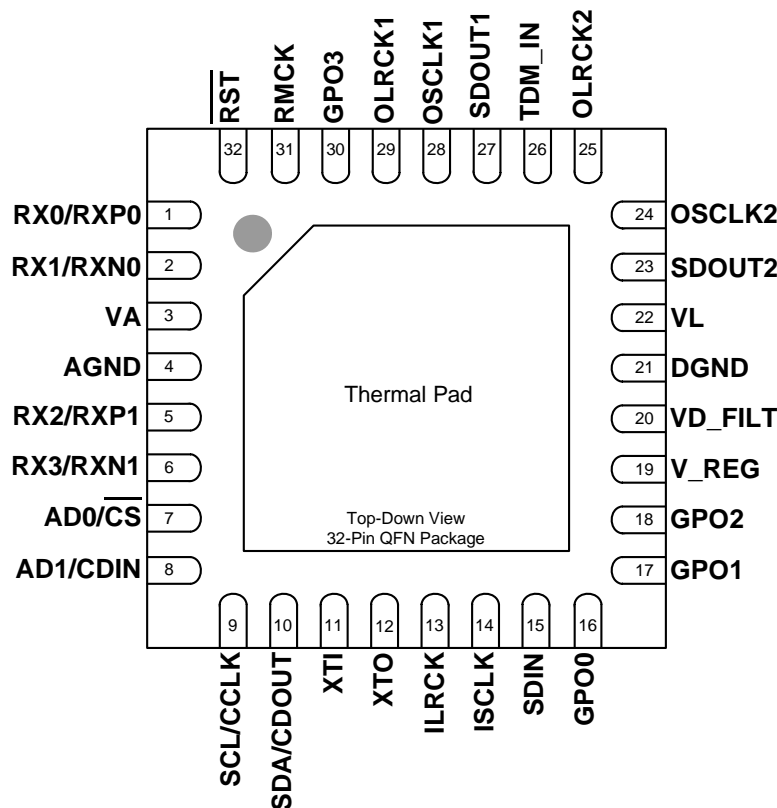 RST
RMCK
GPO3
OLRCK1
OSCLK1
SDOUT1
TDM_IN
OLRCK2
32
31
30
29
28
27
26
25
RX0/RXP0 1
RX1/RXN0 2
VA 3
AGND 4
RX2/RXP1 5
RX3/RXN1 6
AD0/CS 7
AD1/CDIN 8
24 OSCLK2
23 SDOUT2
22 VL
21 DGND
20 VD_FILT
19 V_REG
18 GPO2
17 GPO1
Thermal Pad
Top-Down View
32-Pin QFN Package
9
10
11
12
13
14
15
16
SCL/CCLK
SDA/CDOUT
XTI
XTO
ILRCK
ISCLK
SDIN
GPO0